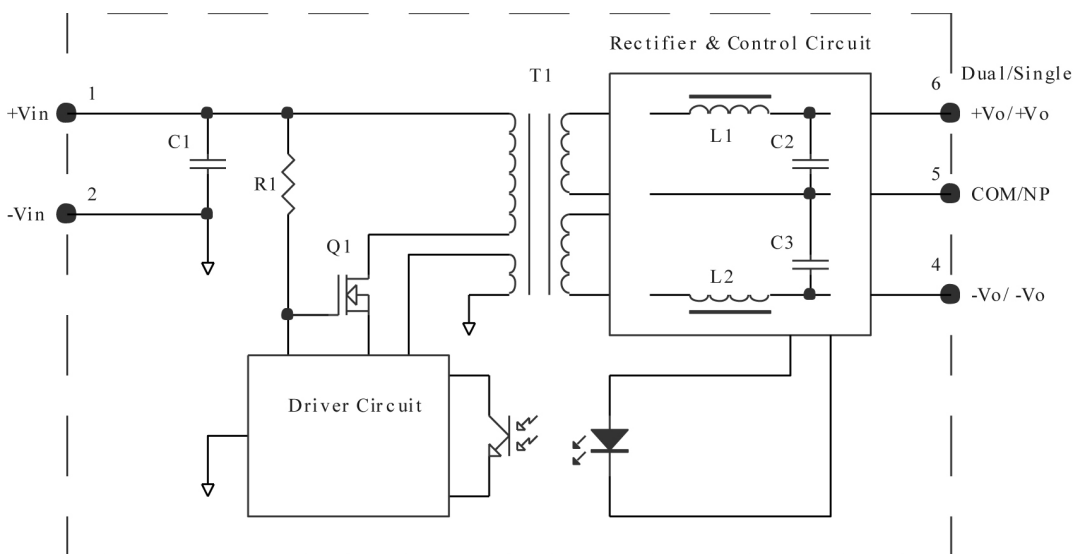 Rectifier & Control Circuit
T1
Dual/Single
1
6
+Vin
+Vo/+Vo
C1
L1
C2
R1
5
2
COM/NP
-Vin
Q1
C3
4
L2
-Vo/ -Vo
Driver Circuit